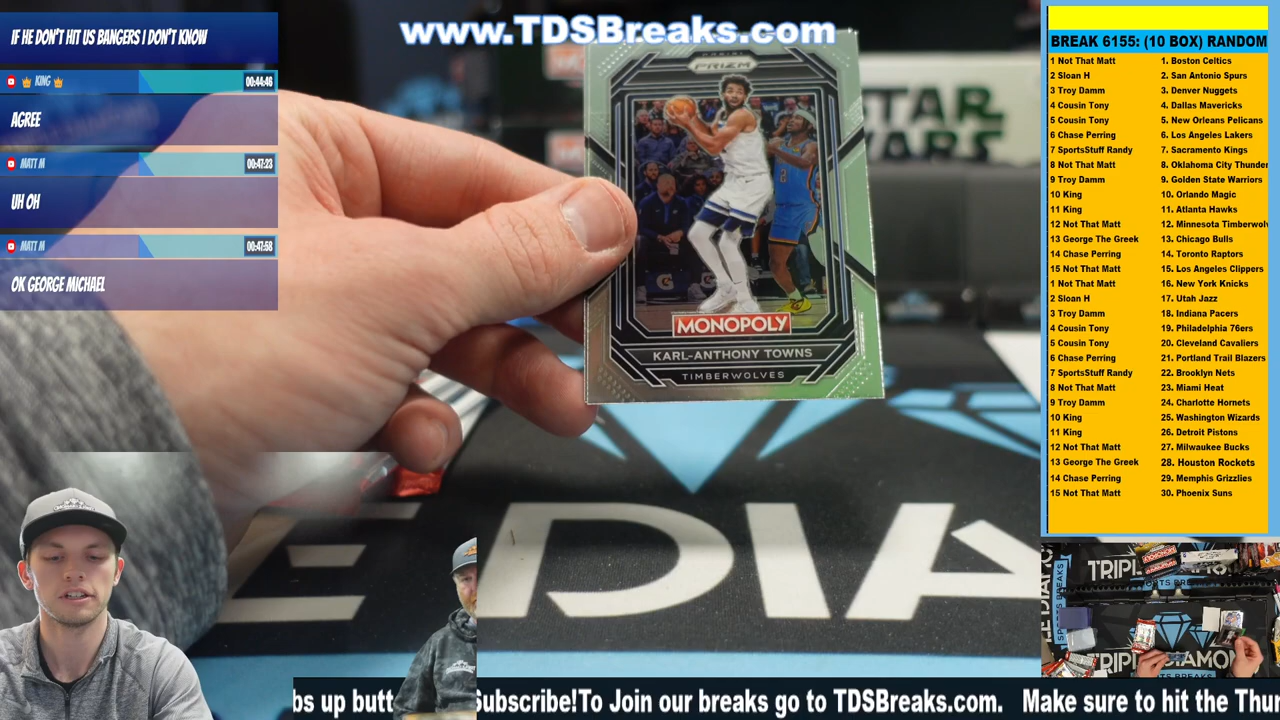 www.TDSBreaks.com
IF HE DON'T HIT US BANGERS I DON'T KNOW
KING
00:44:46
AGREE
MATT M
00:47:23
UH OH
MATT M
00:47:58
OK GEORGE MICHAEL
PANINI
PRIZM
MONOPOLY
KARL-ANTHONY TOWNS
TIMBERWOLVES
STAR
WARS
E DIA
BREAK 6155: (10 BOX) RANDOM
1 Not That Matt 1. Boston Celtics
2 Sloan H 2. San Antonio Spurs
3 Troy Damm 3. Denver Nuggets
4 Cousin Tony 4. Dallas Mavericks
5 Cousin Tony 5. New Orleans Pelicans
6 Chase Perring 6. Los Angeles Lakers
7 SportsStuff Randy 7. Sacramento Kings
8 Not That Matt 8. Oklahoma City Thunder
9 Troy Damm 9. Golden State Warriors
10 King 10. Orlando Magic
11 King 11. Atlanta Hawks
12 Not That Matt 12. Minnesota Timberwolv
13 George The Greek 13. Chicago Bulls
14 Chase Perring 14. Toronto Raptors
15 Not That Matt 15. Los Angeles Clippers
1 Not That Matt 16. New York Knicks
2 Sloan H 17. Utah Jazz
3 Troy Damm 18. Indiana Pacers
4 Cousin Tony 19. Philadelphia 76ers
5 Cousin Tony 20. Cleveland Cavaliers
6 Chase Perring 21. Portland Trail Blazers
7 SportsStuff Randy 22. Brooklyn Nets
8 Not That Matt 23. Miami Heat
9 Troy Damm 24. Charlotte Hornets
10 King 25. Washington Wizards
11 King 26. Detroit Pistons
12 Not That Matt 27. Milwaukee Bucks
13 George The Greek 28. Houston Rockets
14 Chase Perring 29. Memphis Grizzlies
15 Not That Matt 30. Phoenix Suns
TRIPL
SPORTS BREAKS
TRIPL DIAMON
bs up butt Subscribe!To Join our breaks go to TDSBreaks.com. Make sure to hit the Thu